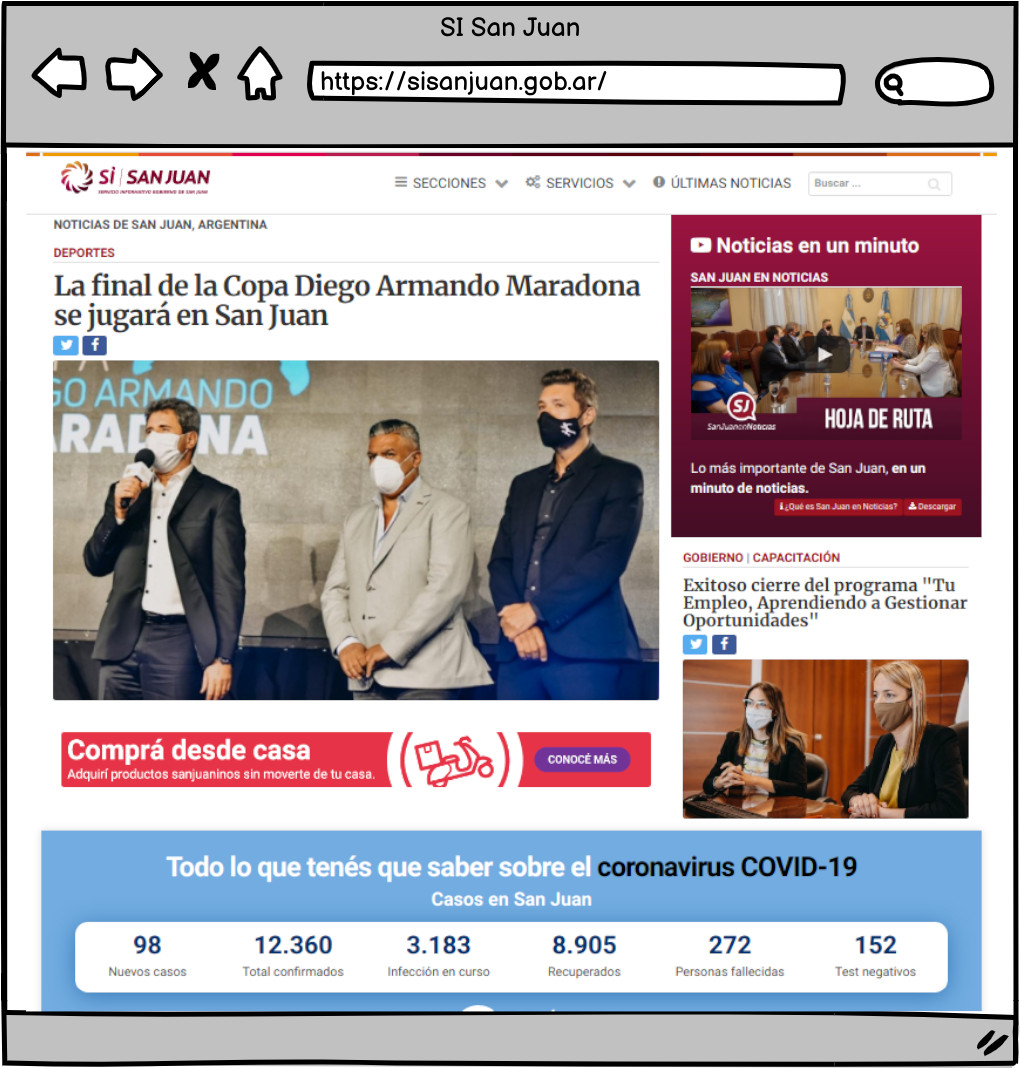 SI San Juan
https://sisanjuan.gob.ar/
SÍ | SAN JUAN
SERVICIO INFORMATIVO GOBIERNO DE SAN JUAN
SECCIONES
SERVICIOS
ÚLTIMAS NOTICIAS
Buscar ...
NOTICIAS DE SAN JUAN, ARGENTINA
DEPORTES
La final de la Copa Diego Armando Maradona
se jugará en San Juan
GO ARMANDO
ARADONA
Comprá desde casa
Adquirí productos sanjuaninos sin moverte de tu casa.
CONOCÉ MÁS
Noticias en un minuto
SAN JUAN EN NOTICIAS
SJ
SanJuanenNoticias
HOJA DE RUTA
Lo más importante de San Juan, en un
minuto de noticias.
¿Qué es San Juan en Noticias?
Descargar
GOBIERNO | CAPACITACIÓN
Exitoso cierre del programa "Tu
Empleo, Aprendiendo a Gestionar
Oportunidades"
Todo lo que tenés que saber sobre el coronavirus COVID-19
Casos en San Juan
98 12.360 3.183 8.905 272 152
Nuevos casos Total confirmados Infección en curso Recuperados Personas fallecidas Test negativos